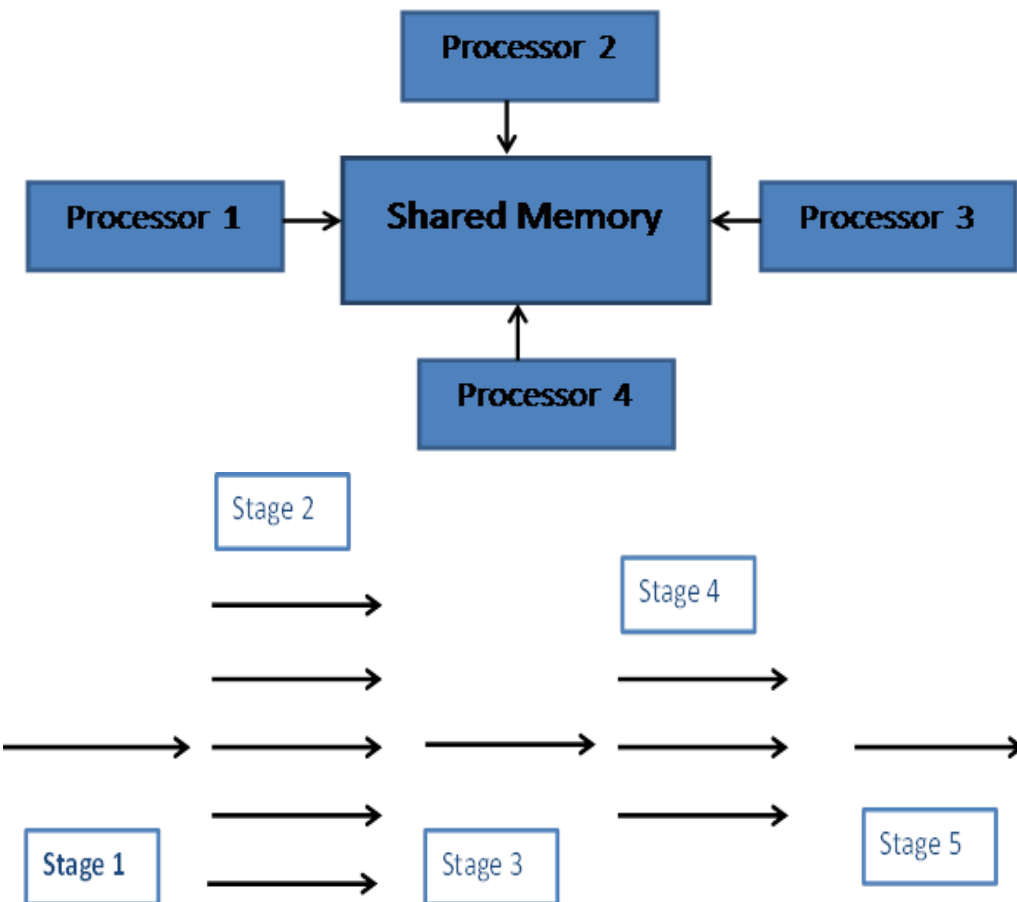 Processor 2
Processor 1
Shared Memory
Processor 3
Processor 4
Stage 2
Stage 4
Stage 1
Stage 3
Stage 5